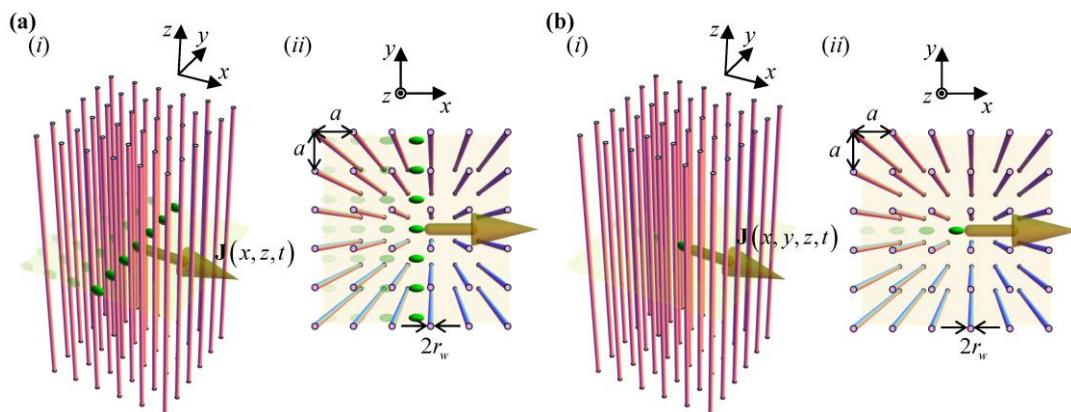 (a)
(i)
z
y
x
J(x, z, t)
(ii)
y
z
x
a
a
2r_w
(b)
(i)
z
y
x
J(x, y, z, t)
(ii)
y
z
x
a
a
2r_w